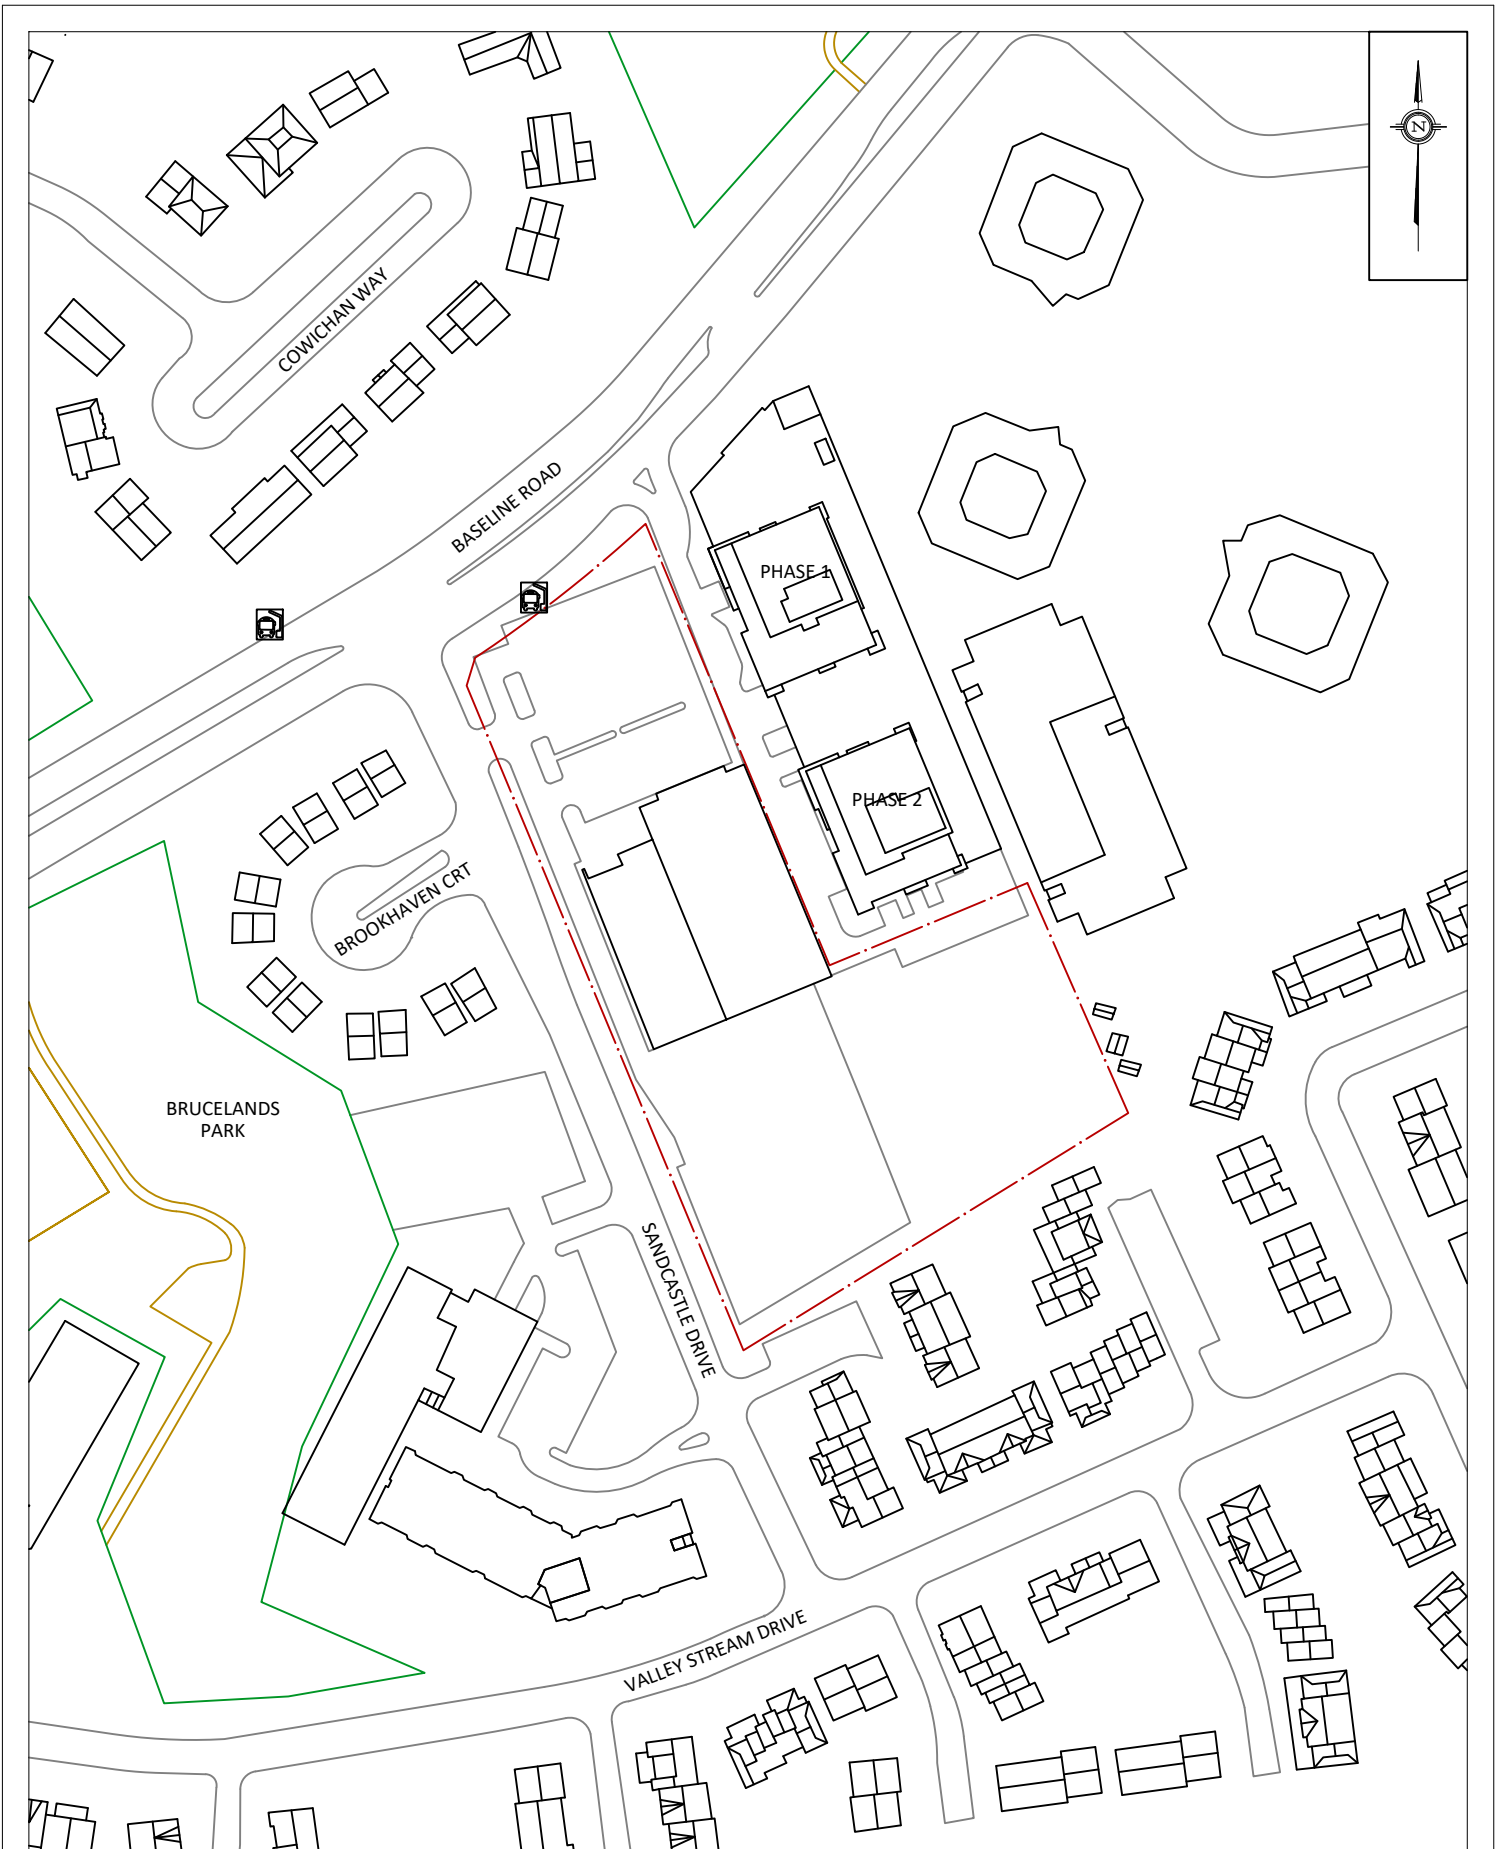 N
COWICHAN WAY
BASELINE ROAD
PHASE 1
PHASE 2
BROOKHAVEN CRT
BRUCELANDS
PARK
SANDCASTLE DRIVE
VALLEY STREAM DRIVE